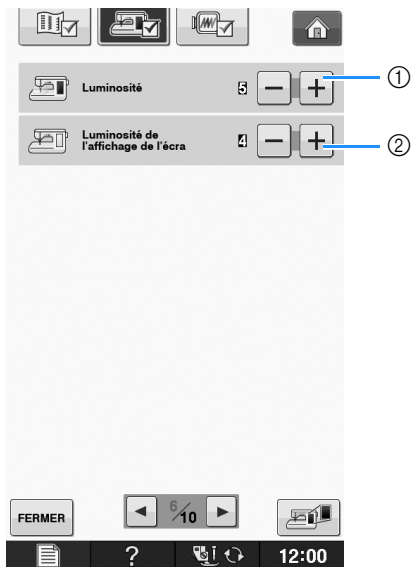 Luminosité 5 − + ①
Luminosité de
l'affichage de l'écra 4 − + ②
FERMER 6/10
? 12:00